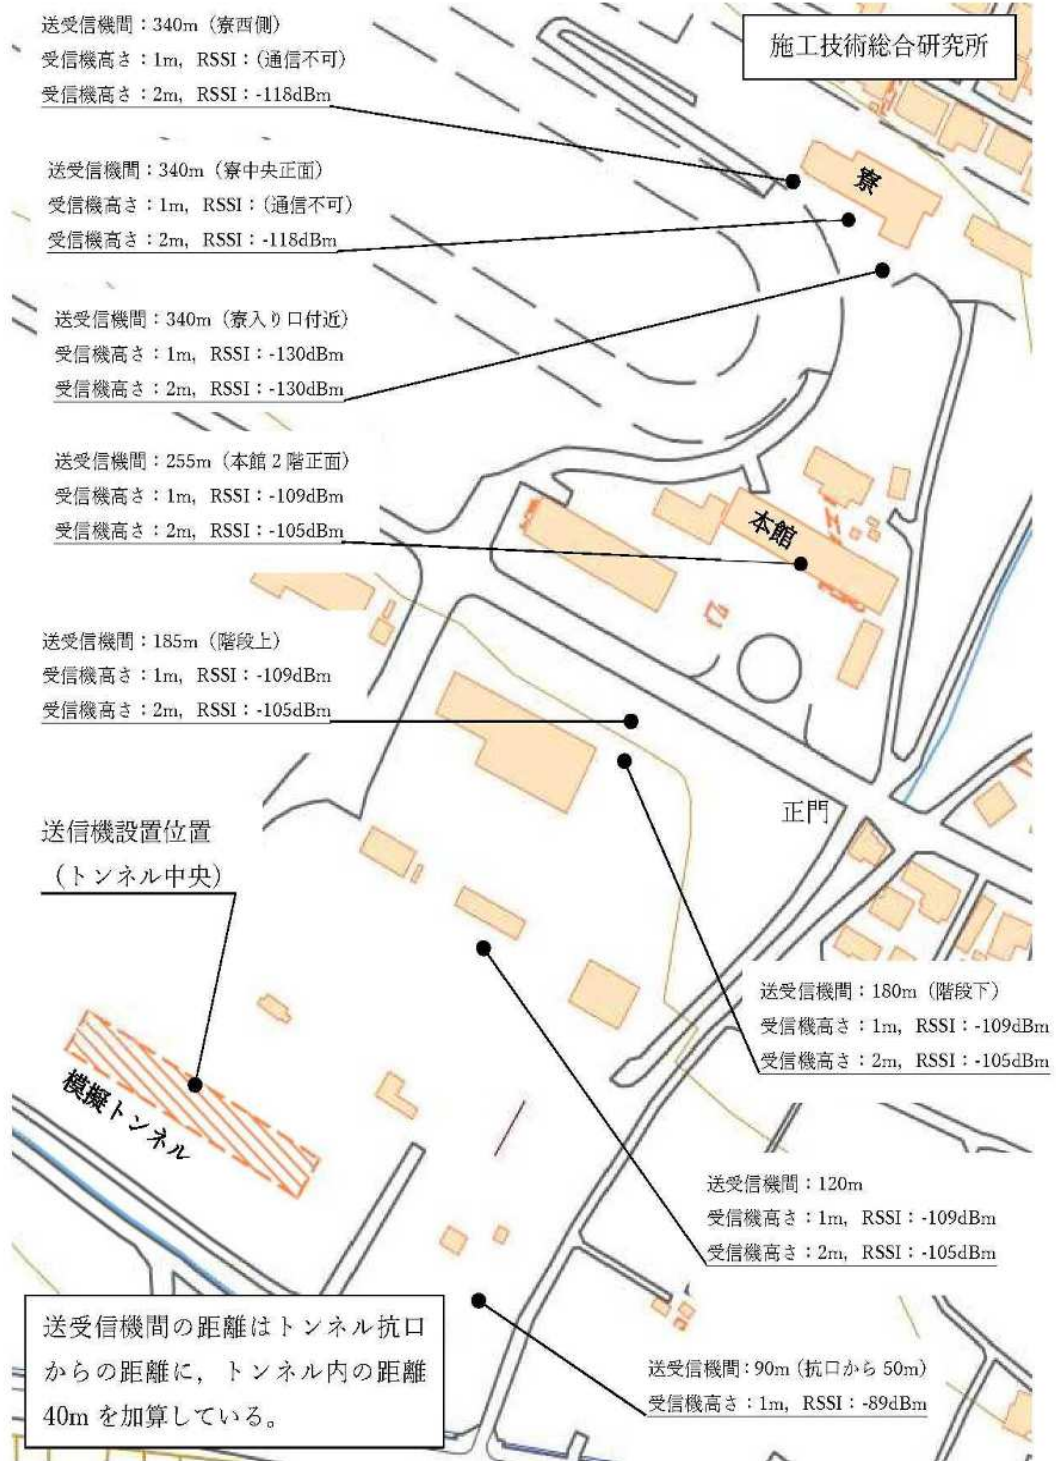 送受信機間：340m（寮西側）
受信機高さ：1m, RSSI：(通信不可)
受信機高さ：2m, RSSI：-118dBm
施工技術総合研究所
送受信機間：340m（寮中央正面）
受信機高さ：1m, RSSI：(通信不可)
受信機高さ：2m, RSSI：-118dBm
寮
送受信機間：340m（寮入り口付近）
受信機高さ：1m, RSSI：-130dBm
受信機高さ：2m, RSSI：-130dBm
送受信機間：255m（本館2階正面）
受信機高さ：1m, RSSI：-109dBm
受信機高さ：2m, RSSI：-105dBm
本館
送受信機間：185m（階段上）
受信機高さ：1m, RSSI：-109dBm
受信機高さ：2m, RSSI：-105dBm
正門
送信機設置位置
（トンネル中央）
送受信機間：180m（階段下）
受信機高さ：1m, RSSI：-109dBm
受信機高さ：2m, RSSI：-105dBm
模擬トンネル
送受信機間：120m
受信機高さ：1m, RSSI：-109dBm
受信機高さ：2m, RSSI：-105dBm
送受信機間の距離はトンネル抗口
からの距離に，トンネル内の距離
40mを加算している。
送受信機間：90m（抗口から50m）
受信機高さ：1m, RSSI：-89dBm